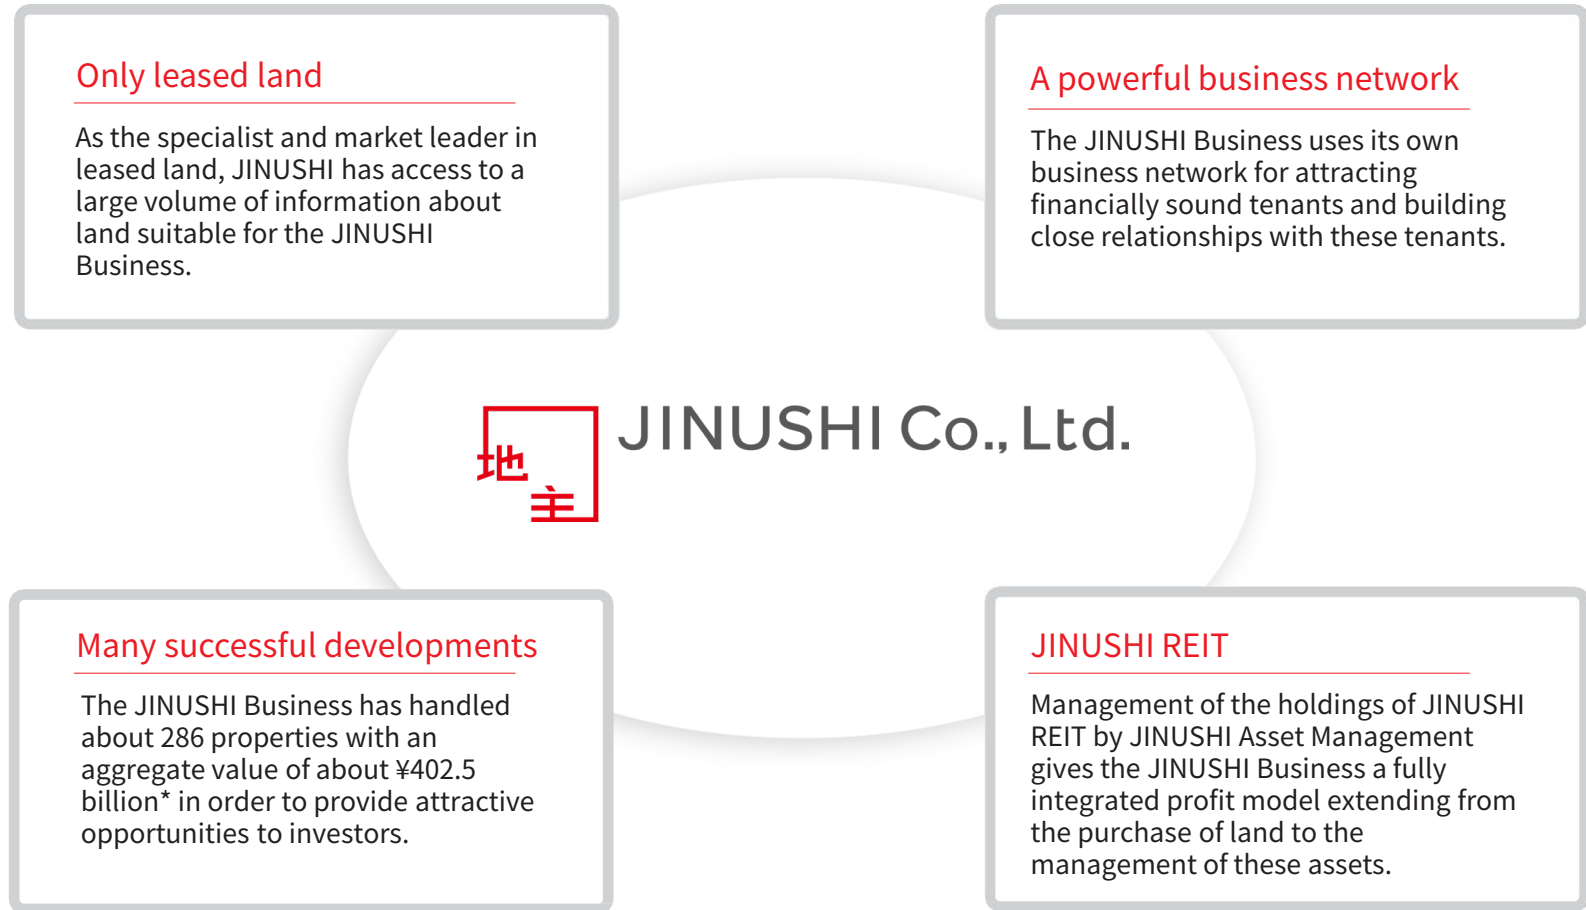 Only leased land
As the specialist and market leader in
leased land, JINUSHI has access to a
large volume of information about
land suitable for the JINUSHI
Business.
A powerful business network
The JINUSHI Business uses its own
business network for attracting
financially sound tenants and building
close relationships with these tenants.
地主
JINUSHI Co., Ltd.
Many successful developments
The JINUSHI Business has handled
about 286 properties with an
aggregate value of about ¥402.5
billion* in order to provide attractive
opportunities to investors.
JINUSHI REIT
Management of the holdings of JINUSHI
REIT by JINUSHI Asset Management
gives the JINUSHI Business a fully
integrated profit model extending from
the purchase of land to the
management of these assets.